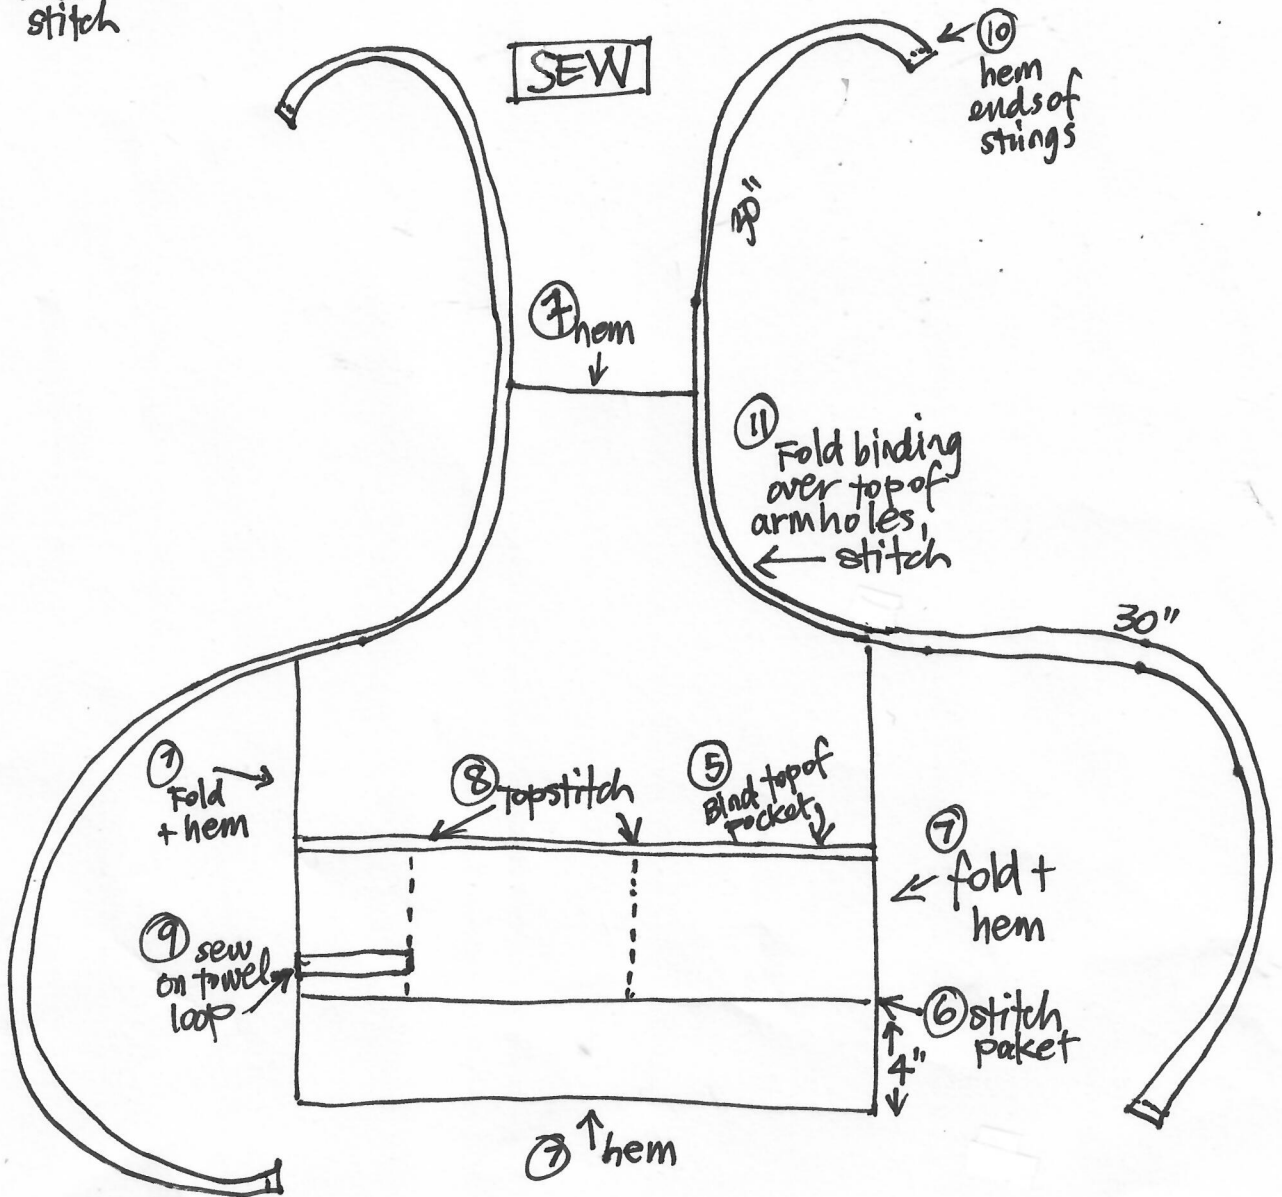 stitch
SEW
⑩
hem
ends of
strings
30"
⑦ hem
⑪
Fold binding
over top of
armholes,
stitch
30"
⑦
Fold
+ hem
⑧ Topstitch
⑤
Bind top of
pocket,
⑦
fold +
hem
⑨ sew
on towel
loop
⑥ stitch
pocket
4"
⑦ hem